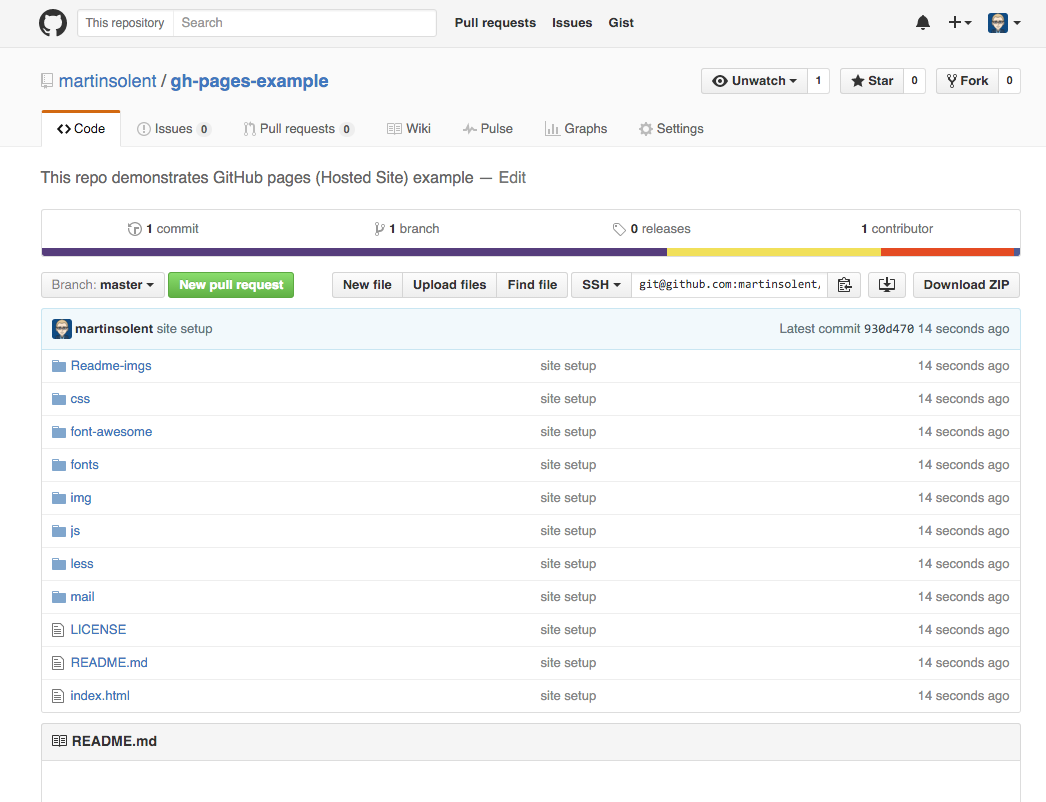 This repository Search Pull requests Issues Gist
martinsolent / gh-pages-example Unwatch 1 Star 0 Fork 0
Code Issues 0 Pull requests 0 Wiki Pulse Graphs Settings
This repo demonstrates GitHub pages (Hosted Site) example — Edit
1 commit 1 branch 0 releases 1 contributor
Branch: master New pull request New file Upload files Find file SSH git@github.com:martinsolent, Download ZIP
martinsolent site setup Latest commit 930d470 14 seconds ago
Readme-imgs site setup 14 seconds ago
css site setup 14 seconds ago
font-awesome site setup 14 seconds ago
fonts site setup 14 seconds ago
img site setup 14 seconds ago
js site setup 14 seconds ago
less site setup 14 seconds ago
mail site setup 14 seconds ago
LICENSE site setup 14 seconds ago
README.md site setup 14 seconds ago
index.html site setup 14 seconds ago
README.md